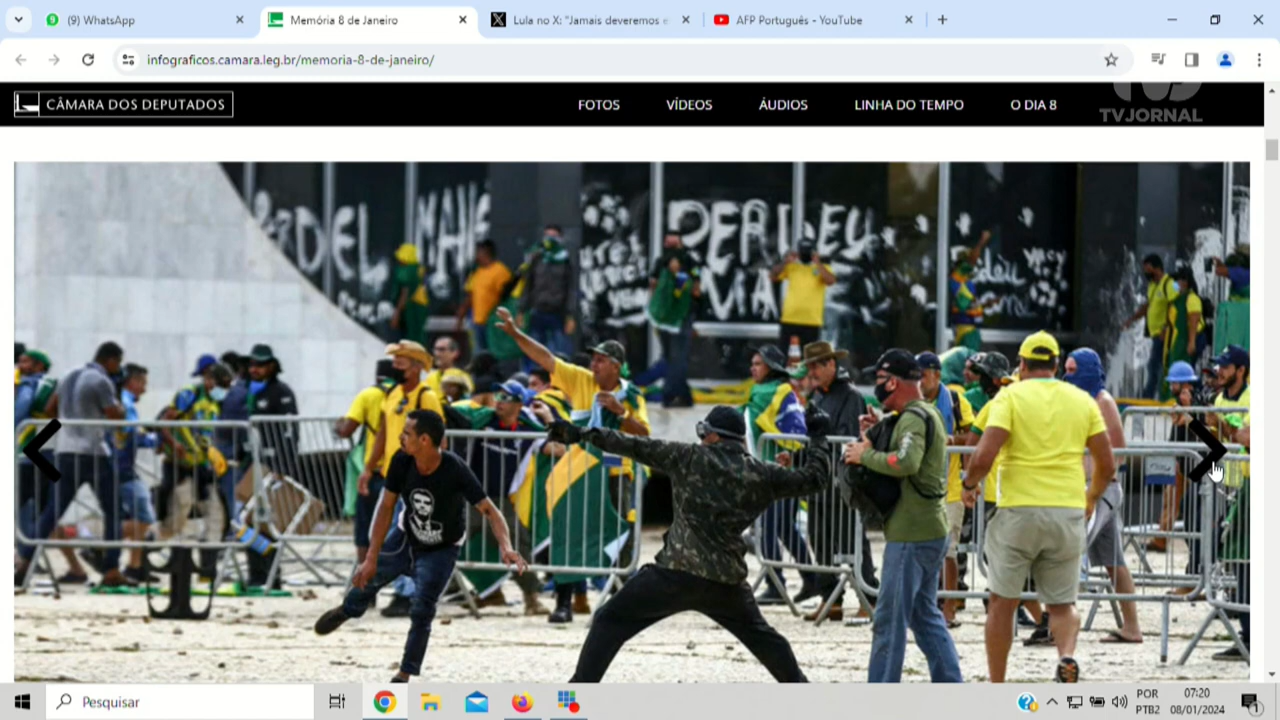 (9) WhatsApp
Memória 8 de Janeiro
Lula no X: "Jamais deveremos e
AFP Português - YouTube
infograficos.camara.leg.br/memoria-8-de-janeiro/
CÂMARA DOS DEPUTADOS
FOTOS
VÍDEOS
ÁUDIOS
LINHA DO TEMPO
O DIA 8
TVJORNAL
PERDEU
MANÉ
Pesquisar
POR
PTB2
07:20
08/01/2024